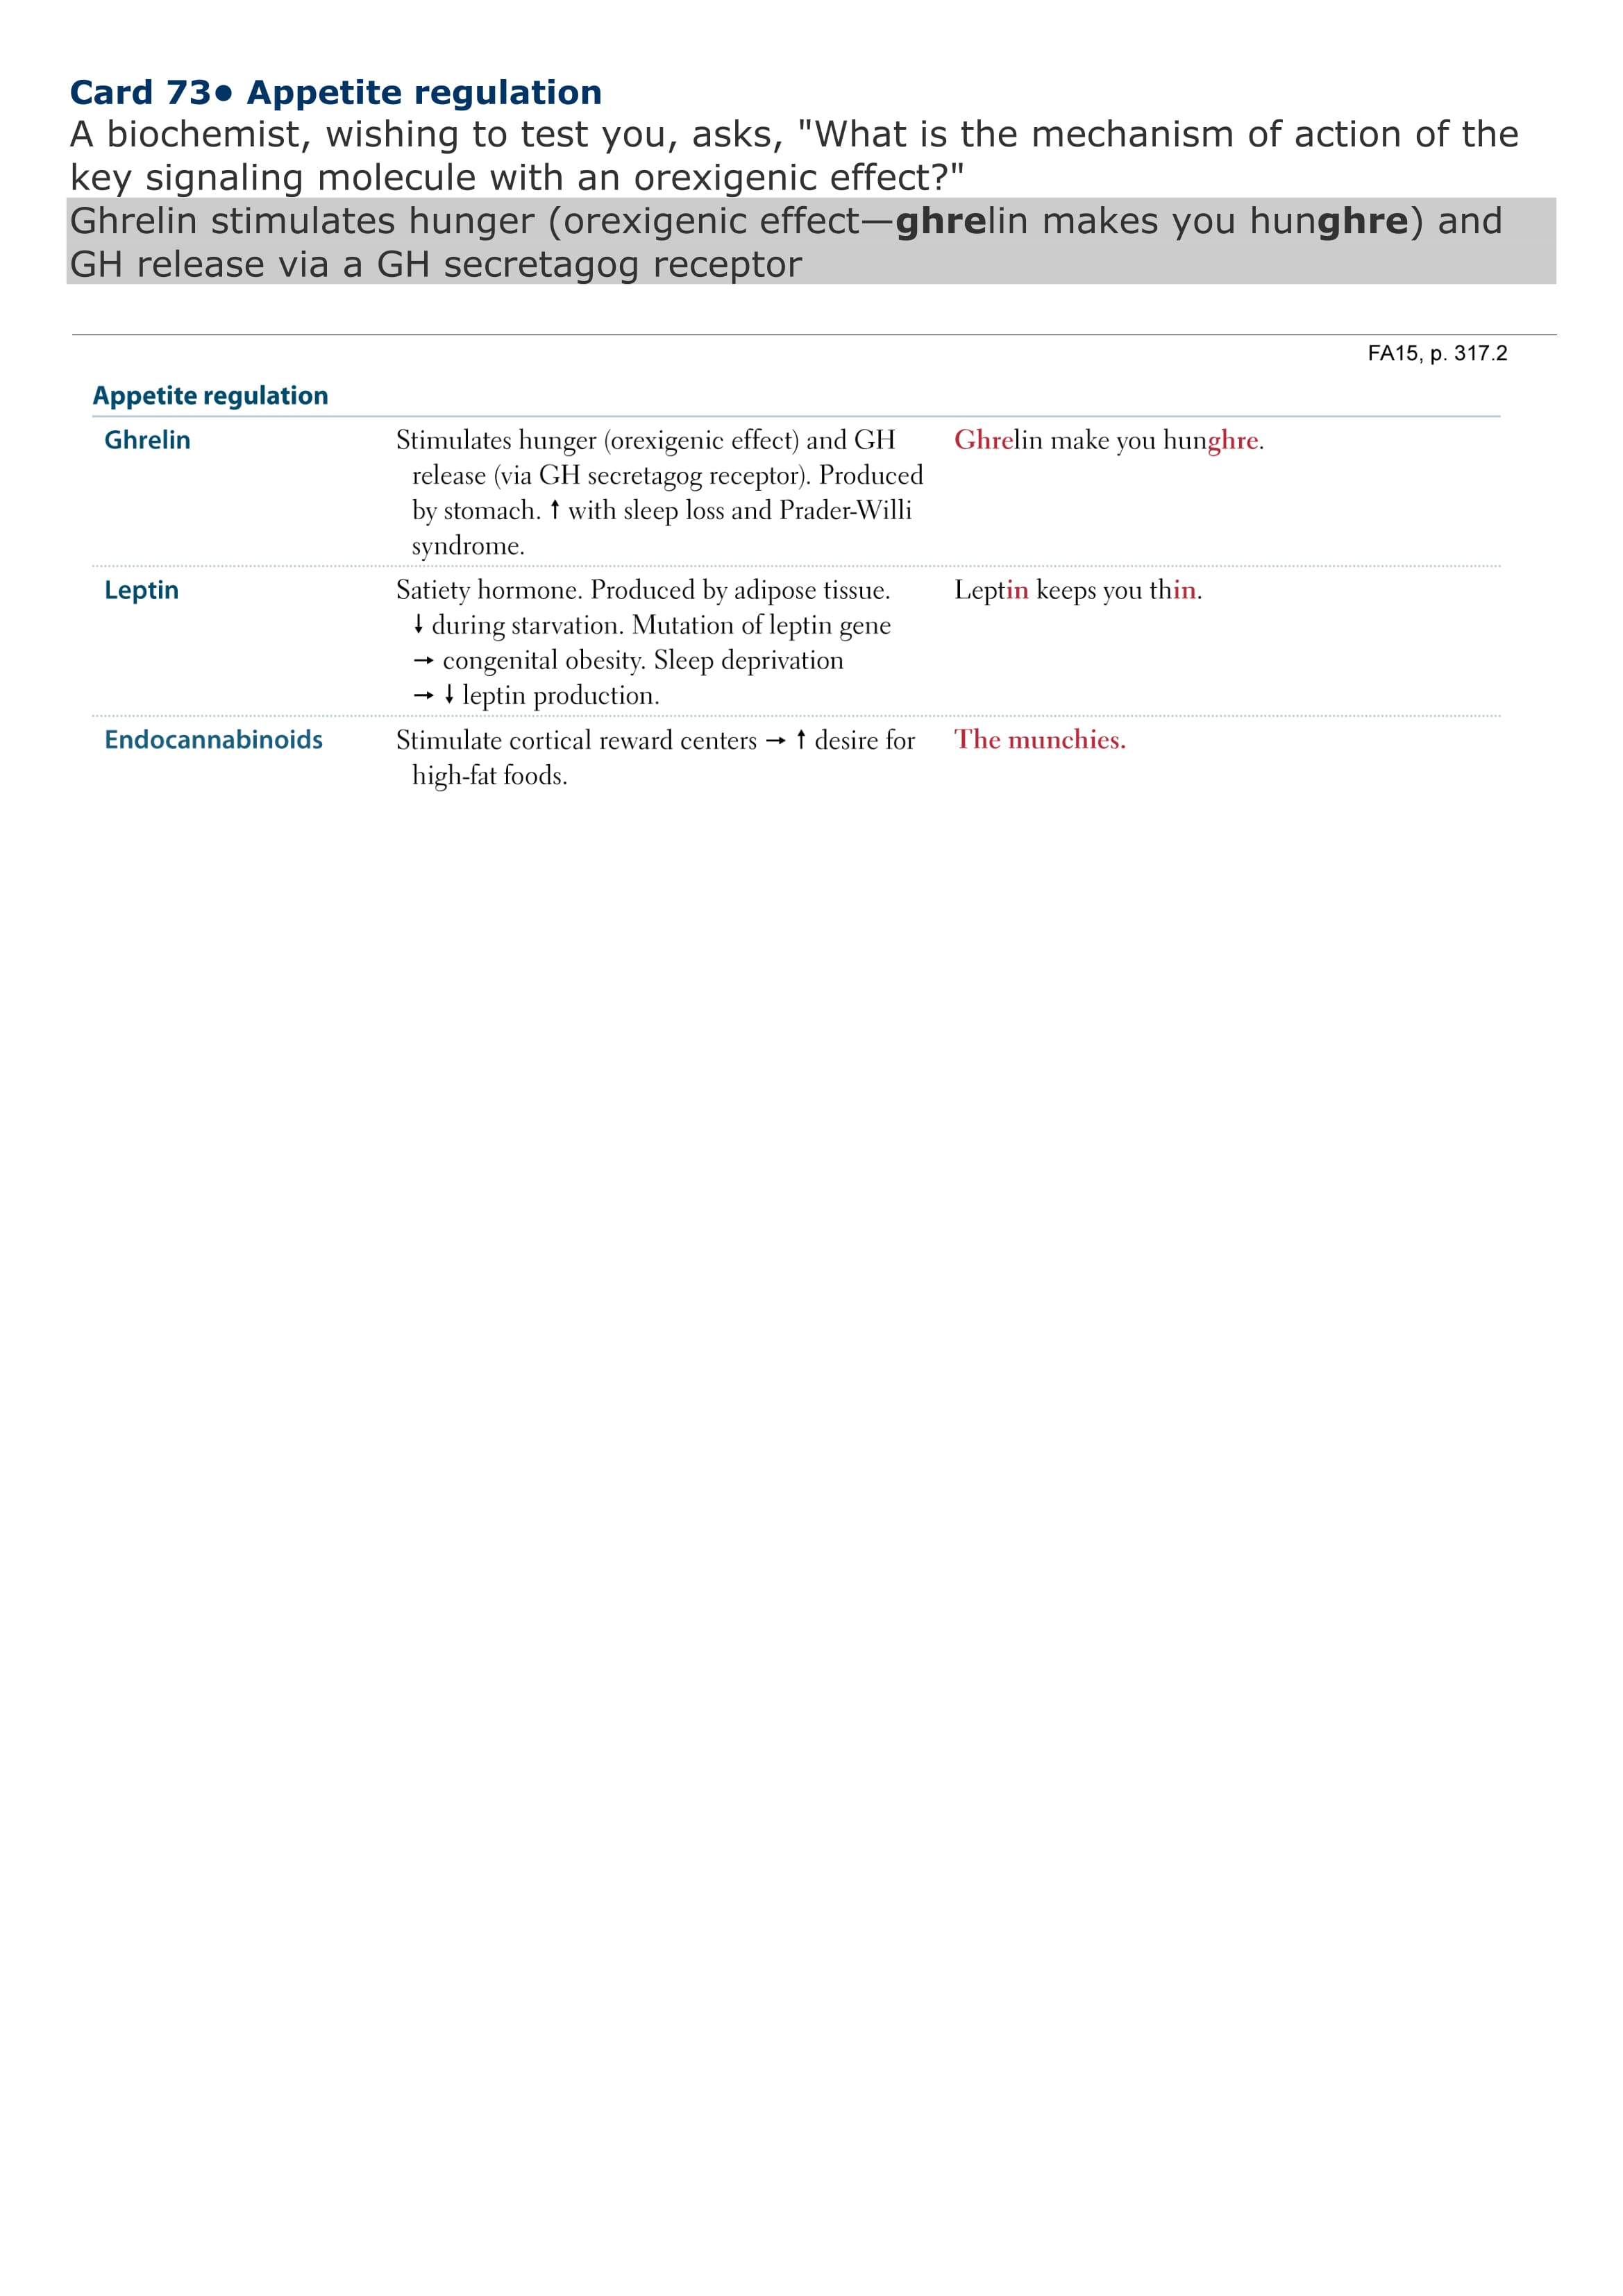 Card 73• Appetite regulation
A biochemist, wishing to test you, asks, "What is the mechanism of action of the
key signaling molecule with an orexigenic effect?"
Ghrelin stimulates hunger (orexigenic effect—ghrelin makes you hunghre) and
GH release via a GH secretagog receptor
FA15, p. 317.2
Appetite regulation
Ghrelin
Stimulates hunger (orexigenic effect) and GH
release (via GH secretagog receptor). Produced
by stomach. ↑ with sleep loss and Prader-Willi
syndrome.
Ghrelin make you hunghre.
Leptin
Satiety hormone. Produced by adipose tissue.
↓ during starvation. Mutation of leptin gene
→ congenital obesity. Sleep deprivation
→ ↓ leptin production.
Leptin keeps you thin.
Endocannabinoids
Stimulate cortical reward centers → ↑ desire for
high-fat foods.
The munchies.